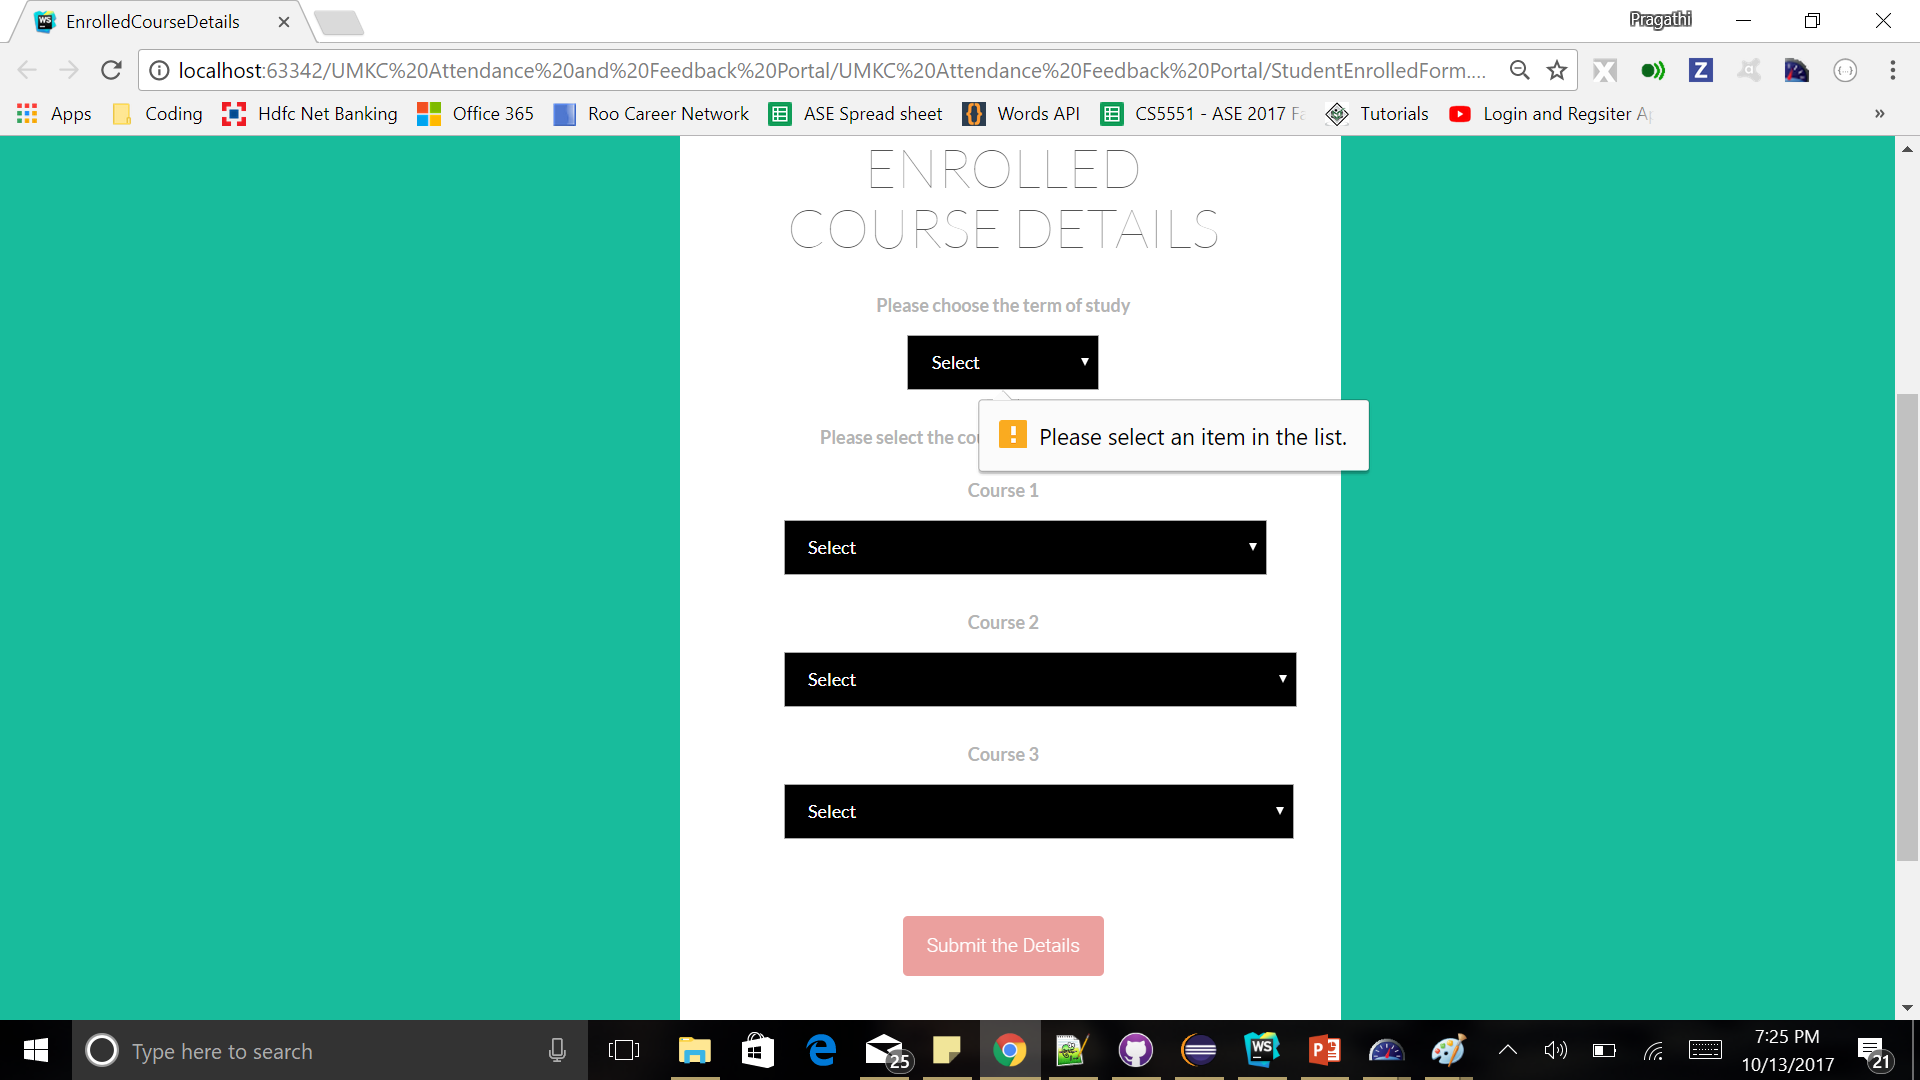 EnrolledCourseDetails
Pragathi
localhost:63342/UMKC%20Attendance%20and%20Feedback%20Portal/UMKC%20Attendance%20Feedback%20Portal/StudentEnrolledForm....
Apps Coding Hdfc Net Banking Office 365 Roo Career Network ASE Spread sheet Words API CS5551 - ASE 2017 Fa Tutorials Login and Regsiter Ap »
ENROLLED
COURSE DETAILS
Please choose the term of study
Select
Please select the cou
Please select an item in the list.
Course 1
Select
Course 2
Select
Course 3
Select
Submit the Details
Type here to search
25
WS
7:25 PM
10/13/2017
21